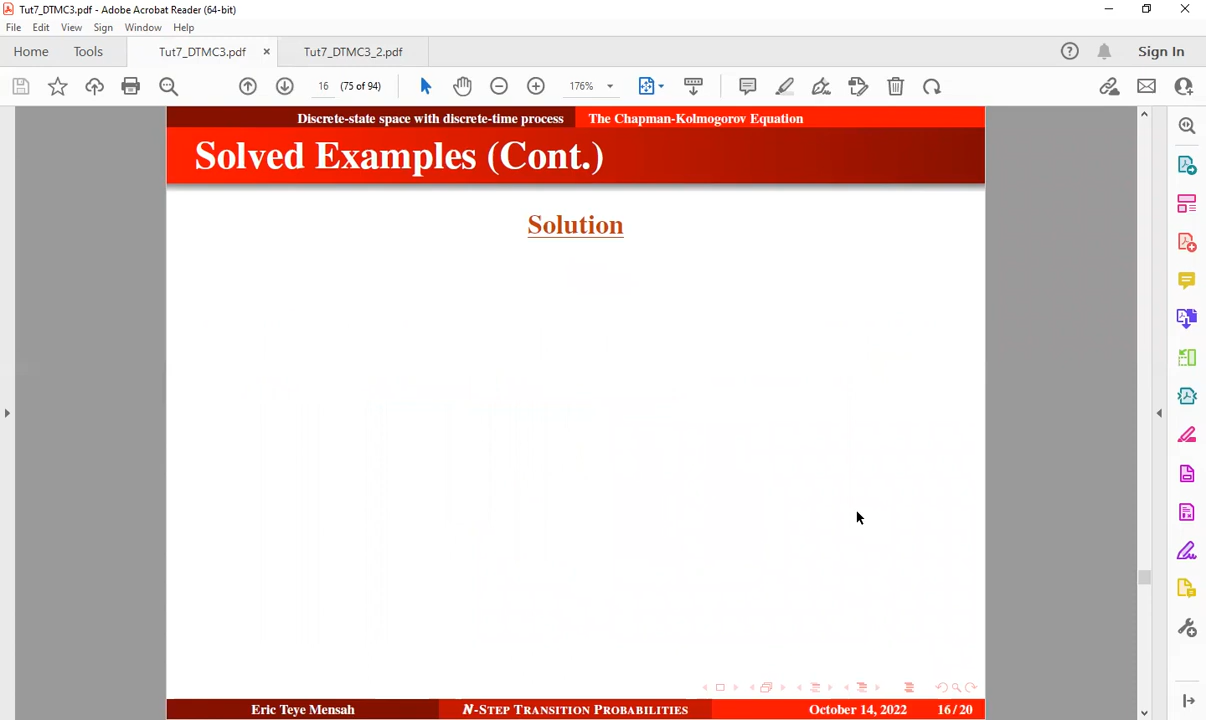 Tut7_DTMC3.pdf - Adobe Acrobat Reader (64-bit)
File Edit View Sign Window Help
Home Tools Tut7_DTMC3.pdf × Tut7_DTMC3_2.pdf Sign In
16 (75 of 94) 176%
Discrete-state space with discrete-time process The Chapman-Kolmogorov Equation
Solved Examples (Cont.)
Solution
Eric Teye Mensah N-STEP TRANSITION PROBABILITIES October 14, 2022 16 / 20